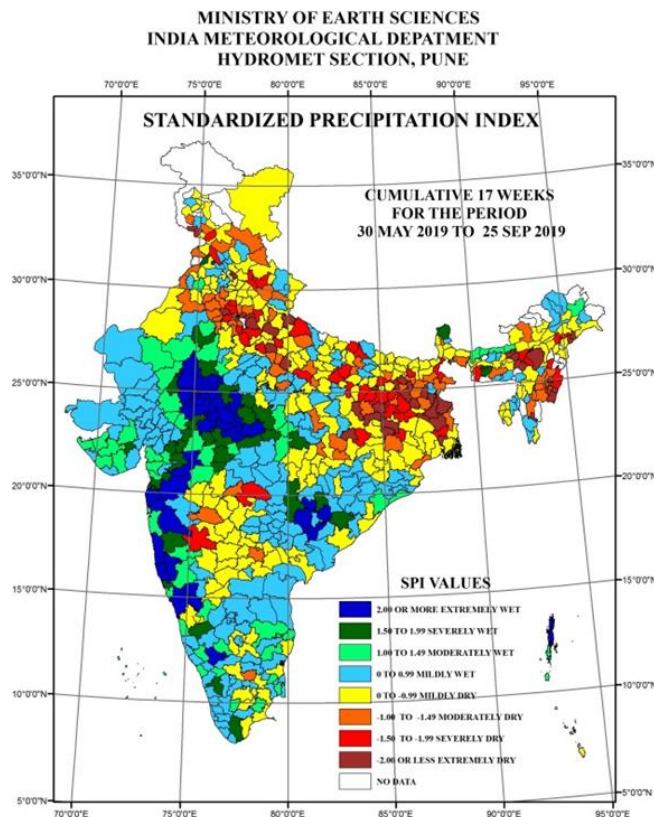 MINISTRY OF EARTH SCIENCES
INDIA METEOROLOGICAL DEPATMENT
HYDROMET SECTION, PUNE
70°0'0"E 75°0'0"E 80°0'0"E 85°0'0"E 90°0'0"E 95°0'0"E
STANDARDIZED PRECIPITATION INDEX
35°0'0"N 35°0'0"N
CUMULATIVE 17 WEEKS
FOR THE PERIOD
30 MAY 2019 TO 25 SEP 2019
30°0'0"N 30°0'0"N
25°0'0"N 25°0'0"N
20°0'0"N 20°0'0"N
SPI VALUES
15°0'0"N 15°0'0"N
2.00 OR MORE EXTREMELY WET
1.50 TO 1.99 SEVERELY WET
1.00 TO 1.49 MODERATELY WET
0 TO 0.99 MILDLY WET
10°0'0"N 10°0'0"N
0 TO -0.99 MILDLY DRY
-1.00 TO -1.49 MODERATELY DRY
-1.50 TO -1.99 SEVERELY DRY
-2.00 OR LESS EXTREMELY DRY
NO DATA
5°0'0"N 5°0'0"N
70°0'0"E 75°0'0"E 80°0'0"E 85°0'0"E 90°0'0"E 95°0'0"E